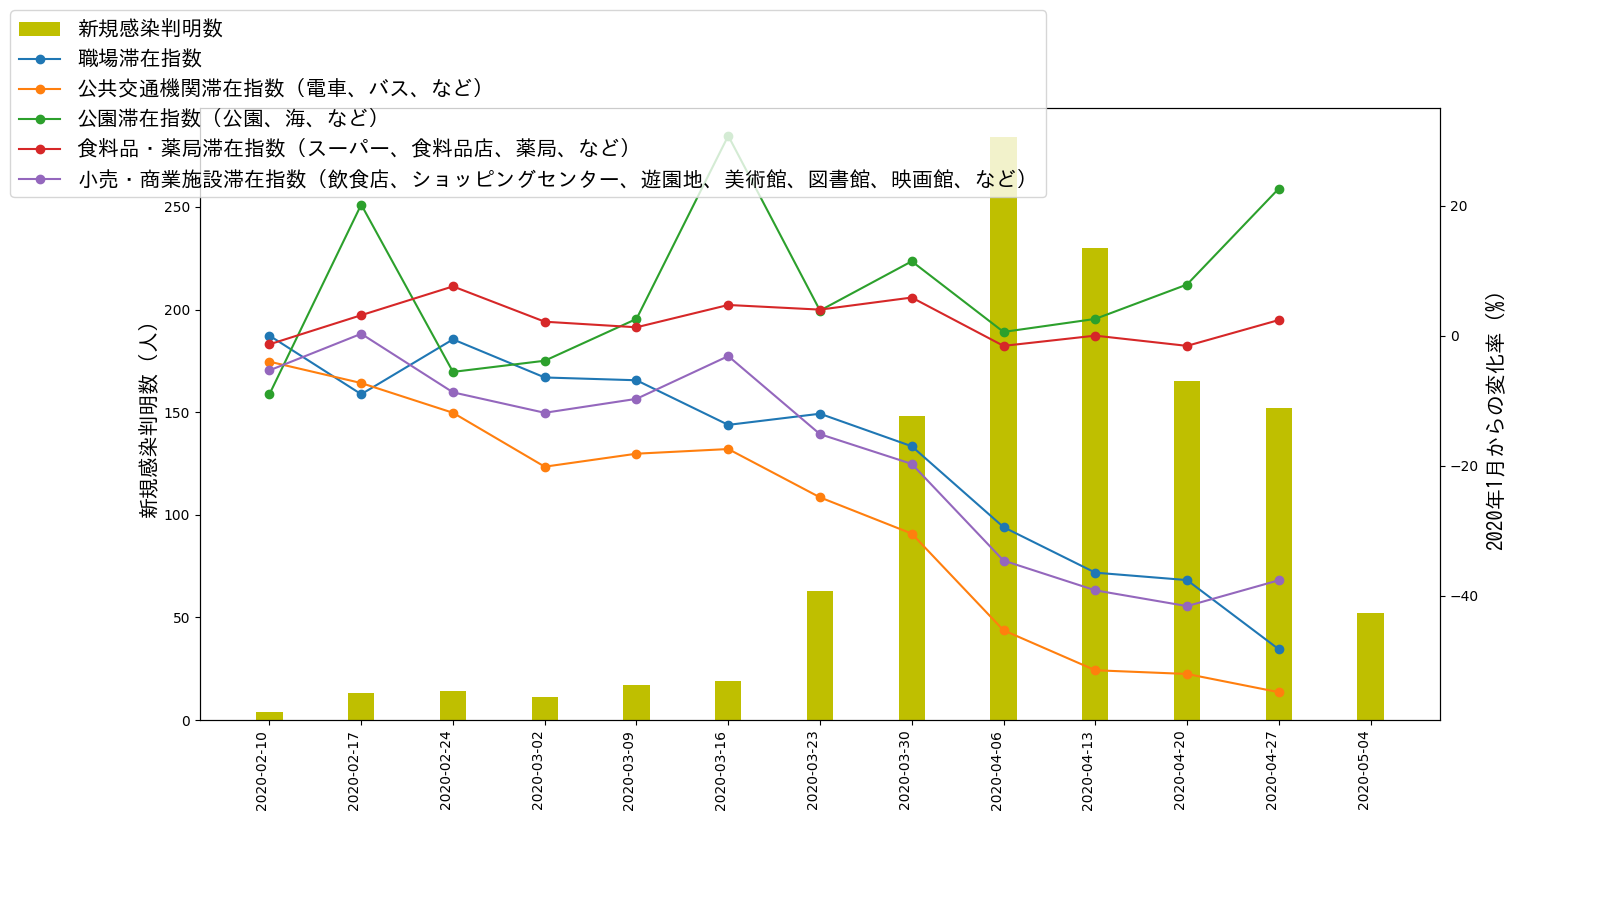 新規感染判明数
職場滞在指数
公共交通機関滞在指数（電車、バス、など）
公園滞在指数（公園、海、など）
食料品・薬局滞在指数（スーパー、食料品店、薬局、など）
小売・商業施設滞在指数（飲食店、ショッピングセンター、遊園地、美術館、図書館、映画館、など）
250
200
150
100
50
0
新規感染判明数（人）
20
0
−20
−40
2020年1月からの変化率（%）
2020-02-10
2020-02-17
2020-02-24
2020-03-02
2020-03-09
2020-03-16
2020-03-23
2020-03-30
2020-04-06
2020-04-13
2020-04-20
2020-04-27
2020-05-04